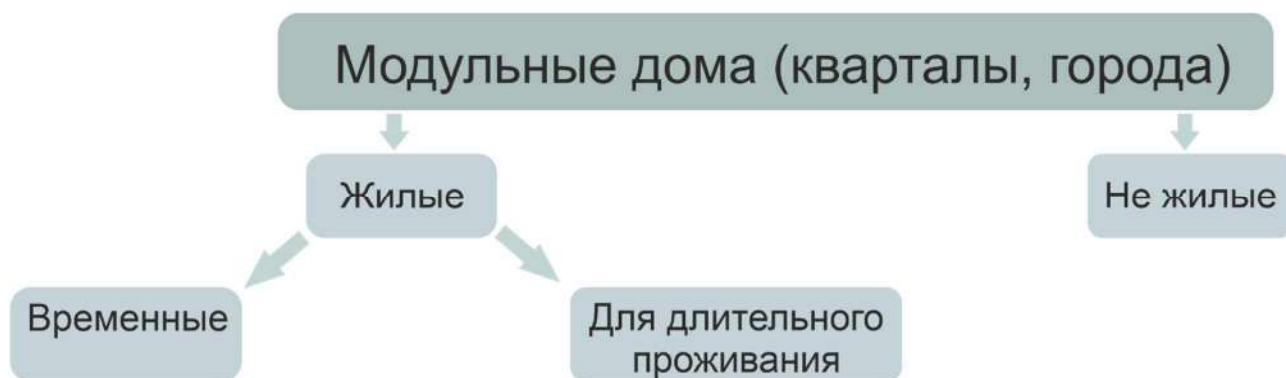 Модульные дома (кварталы, города)
Жилые
Не жилые
Временные
Для длительного
проживания